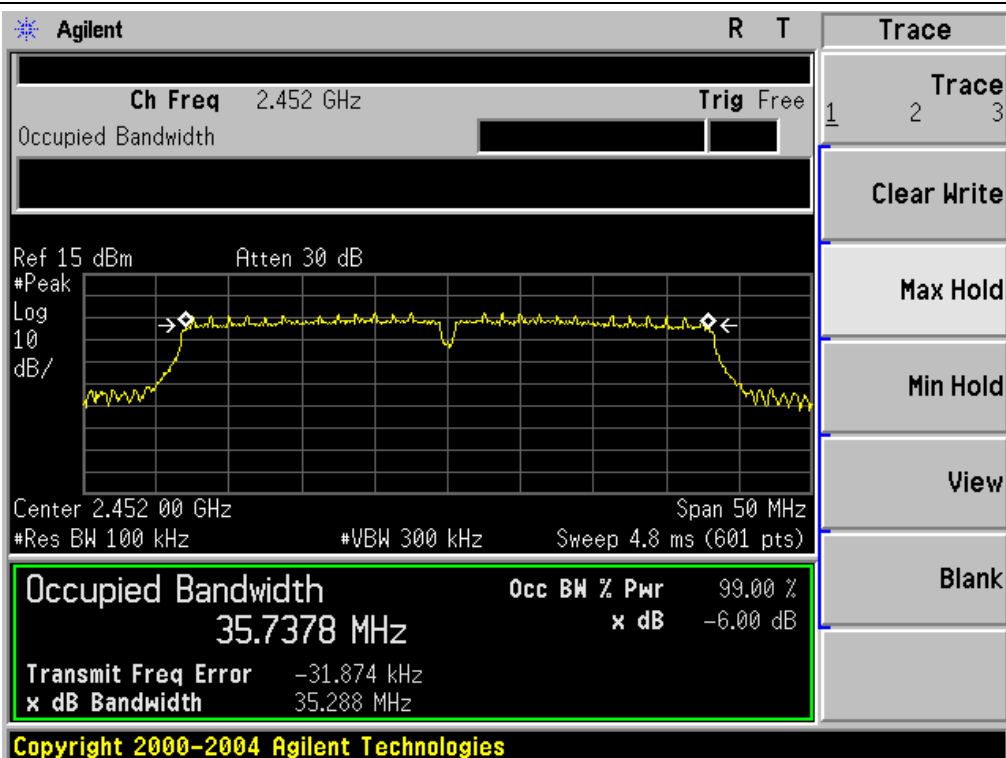 Agilent R T Trace
Ch Freq 2.452 GHz Trig Free
Occupied Bandwidth
Trace
1 2 3
Clear Write
Max Hold
Min Hold
View
Blank
Ref 15 dBm Atten 30 dB
#Peak
Log
10
dB/
Center 2.452 00 GHz Span 50 MHz
#Res BW 100 kHz #VBW 300 kHz Sweep 4.8 ms (601 pts)
Occupied Bandwidth Occ BW % Pwr 99.00 %
35.7378 MHz x dB -6.00 dB
Transmit Freq Error -31.874 kHz
x dB Bandwidth 35.288 MHz
Copyright 2000-2004 Agilent Technologies